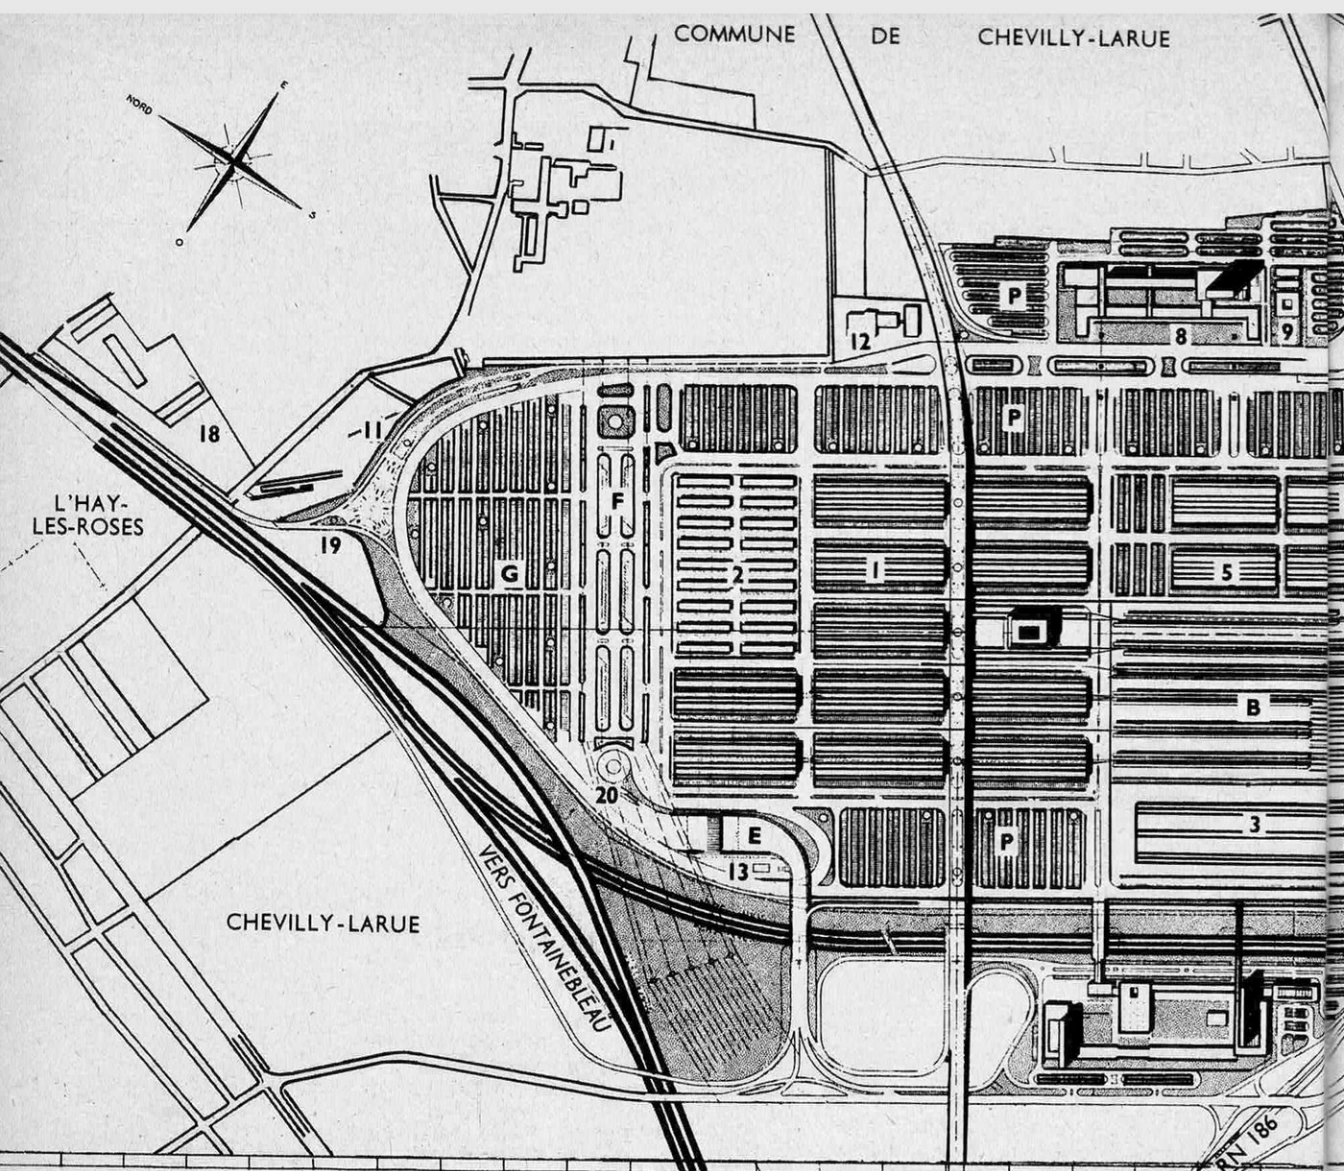 COMMUNE DE CHEVILLY-LARUE
E
NORD
S
O
P
12
8
9
18
11
P
L'HAY-
LES-ROSES
F
19
G
2
1
5
B
20
E
3
P
13
VERS FONTAINEBLEAU
CHEVILLY-LARUE
RN 186